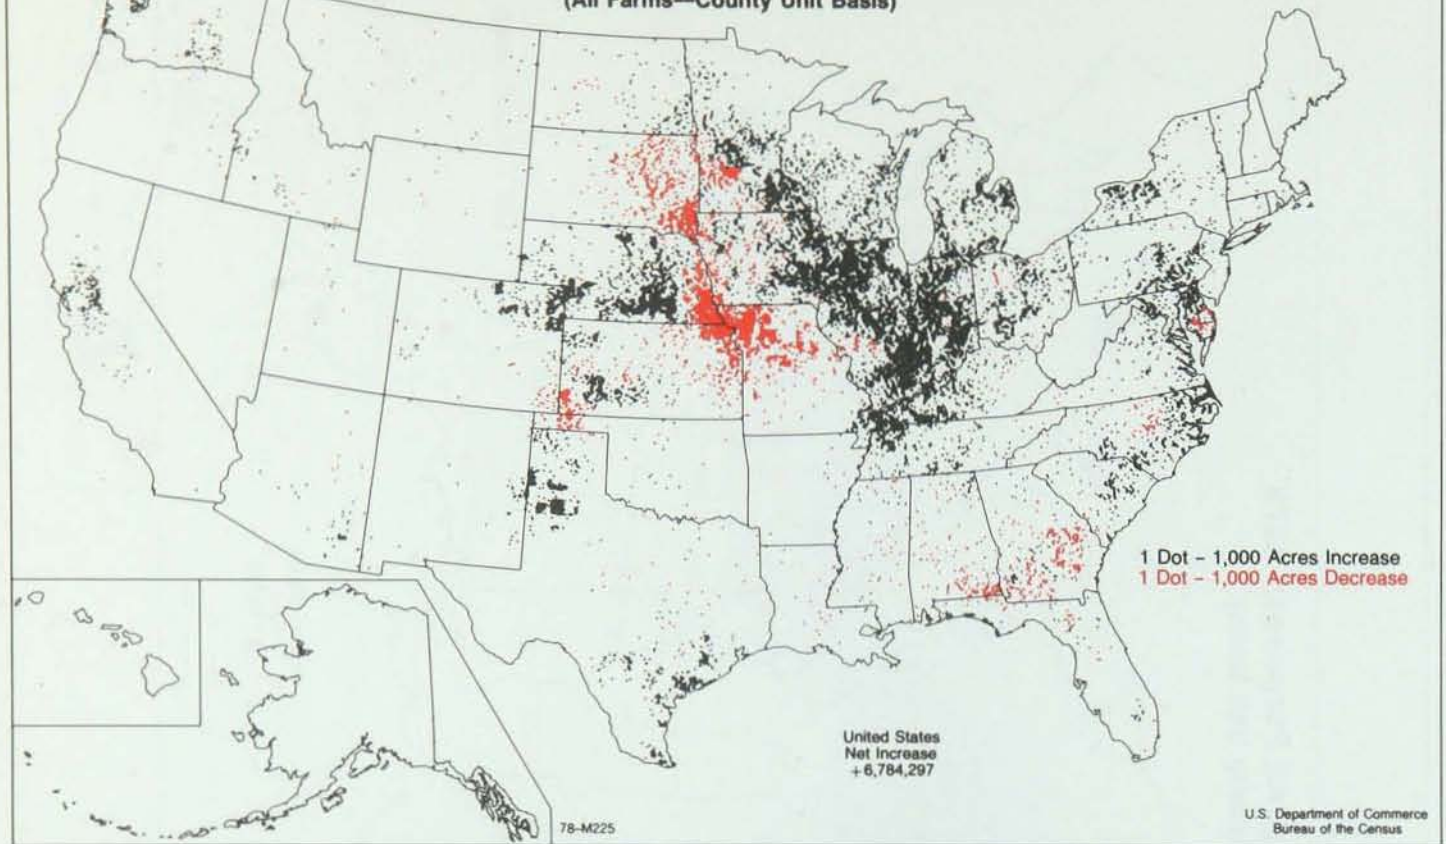 (All Farms—County Unit Basis)
1 Dot – 1,000 Acres Increase
1 Dot – 1,000 Acres Decrease
United States
Net Increase
+6,784,297
78-M225
U.S. Department of Commerce
Bureau of the Census